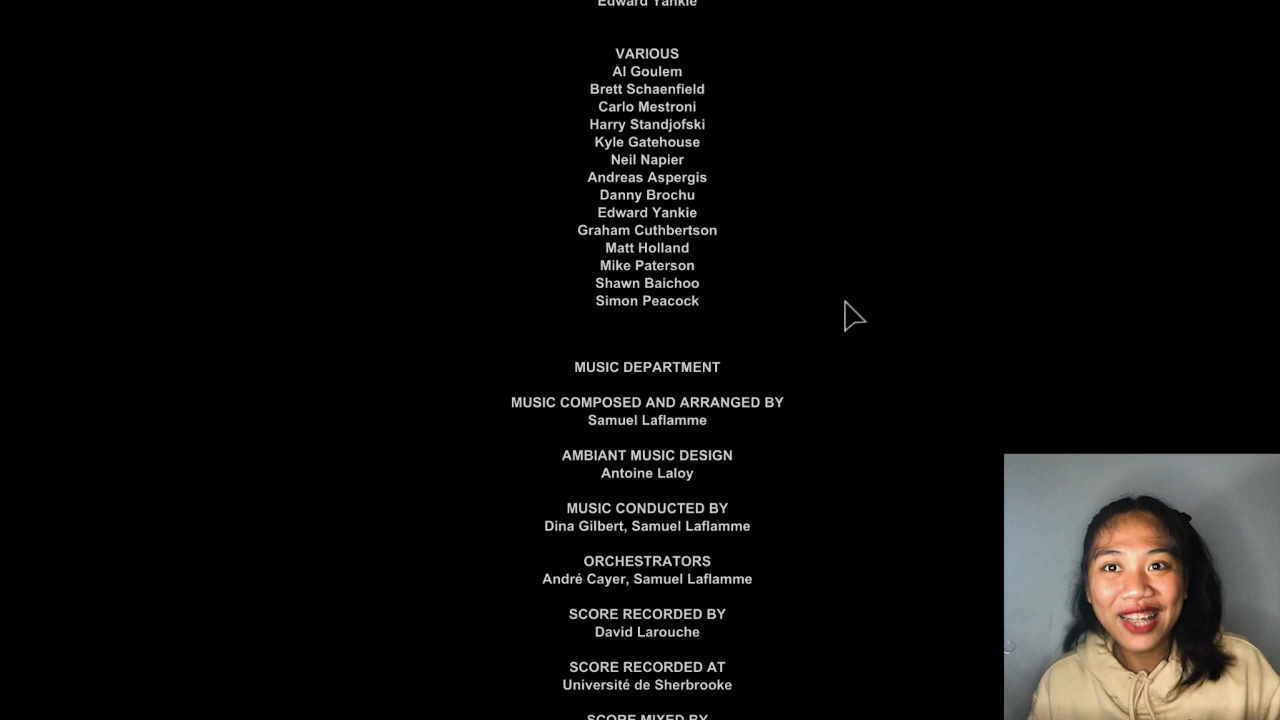 Edward Yankie
VARIOUS
Al Goulem
Brett Schaenfield
Carlo Mestroni
Harry Standjofski
Kyle Gatehouse
Neil Napier
Andreas Aspergis
Danny Brochu
Edward Yankie
Graham Cuthbertson
Matt Holland
Mike Paterson
Shawn Baichoo
Simon Peacock
MUSIC DEPARTMENT
MUSIC COMPOSED AND ARRANGED BY
Samuel Laflamme
AMBIANT MUSIC DESIGN
Antoine Laloy
MUSIC CONDUCTED BY
Dina Gilbert, Samuel Laflamme
ORCHESTRATORS
André Cayer, Samuel Laflamme
SCORE RECORDED BY
David Larouche
SCORE RECORDED AT
Université de Sherbrooke
SCORE MIXED BY